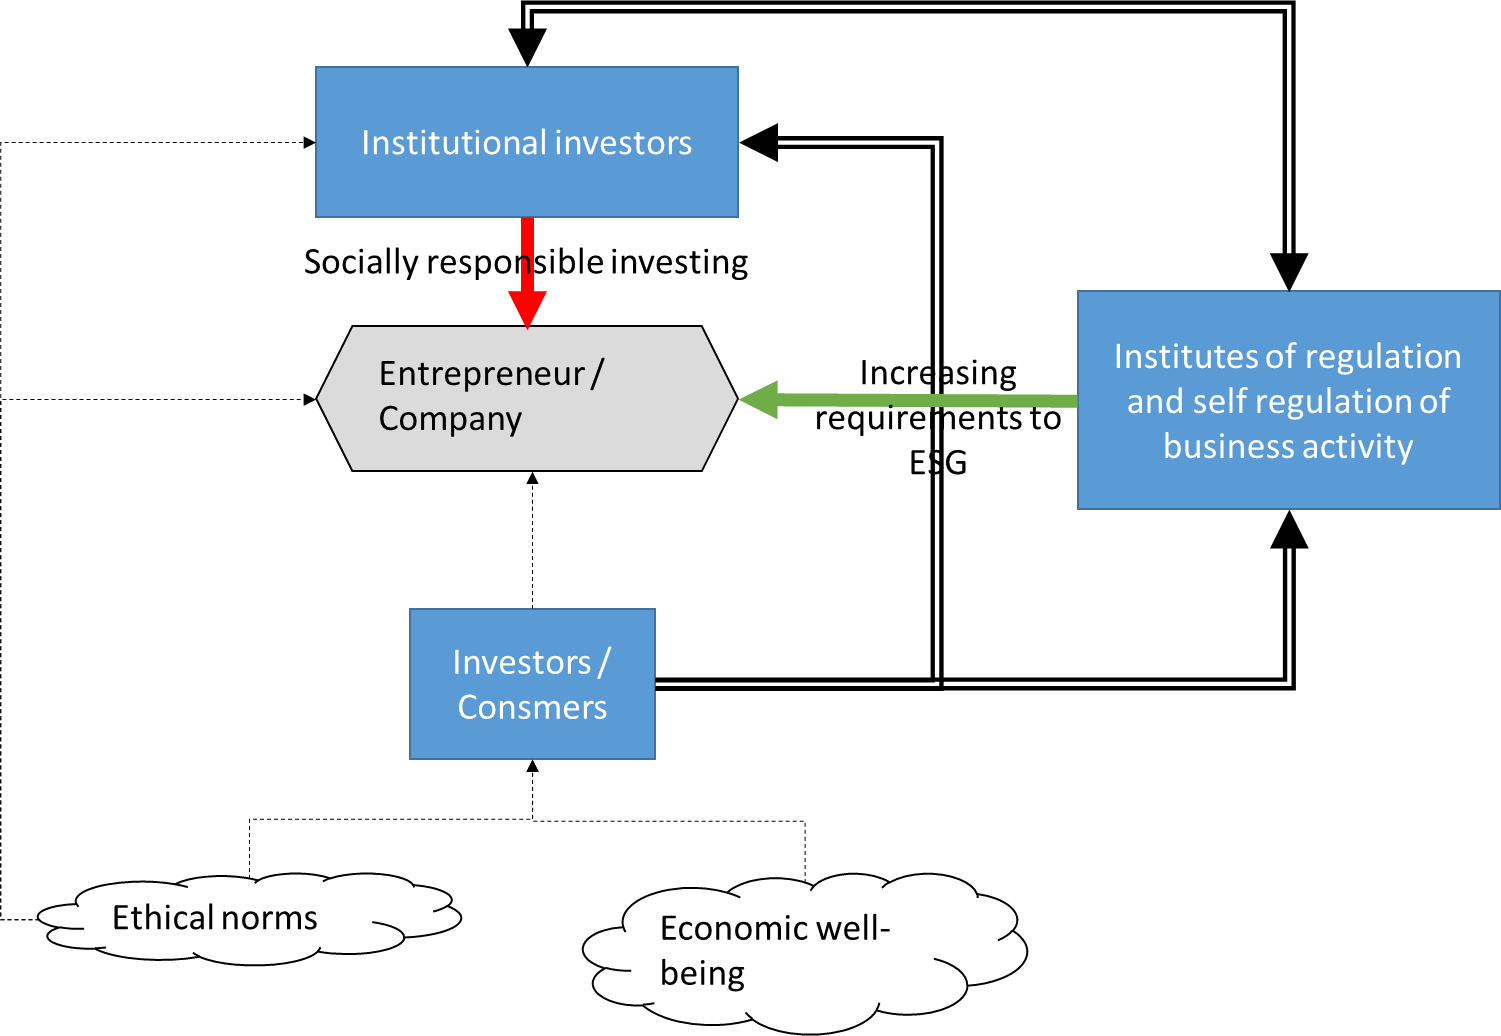 Institutional investors
Socially responsible investing
Entrepreneur /
Company
Increasing
requirements to
ESG
Institutes of regulation
and self regulation of
business activity
Investors /
Consmers
Ethical norms
Economic well-
being